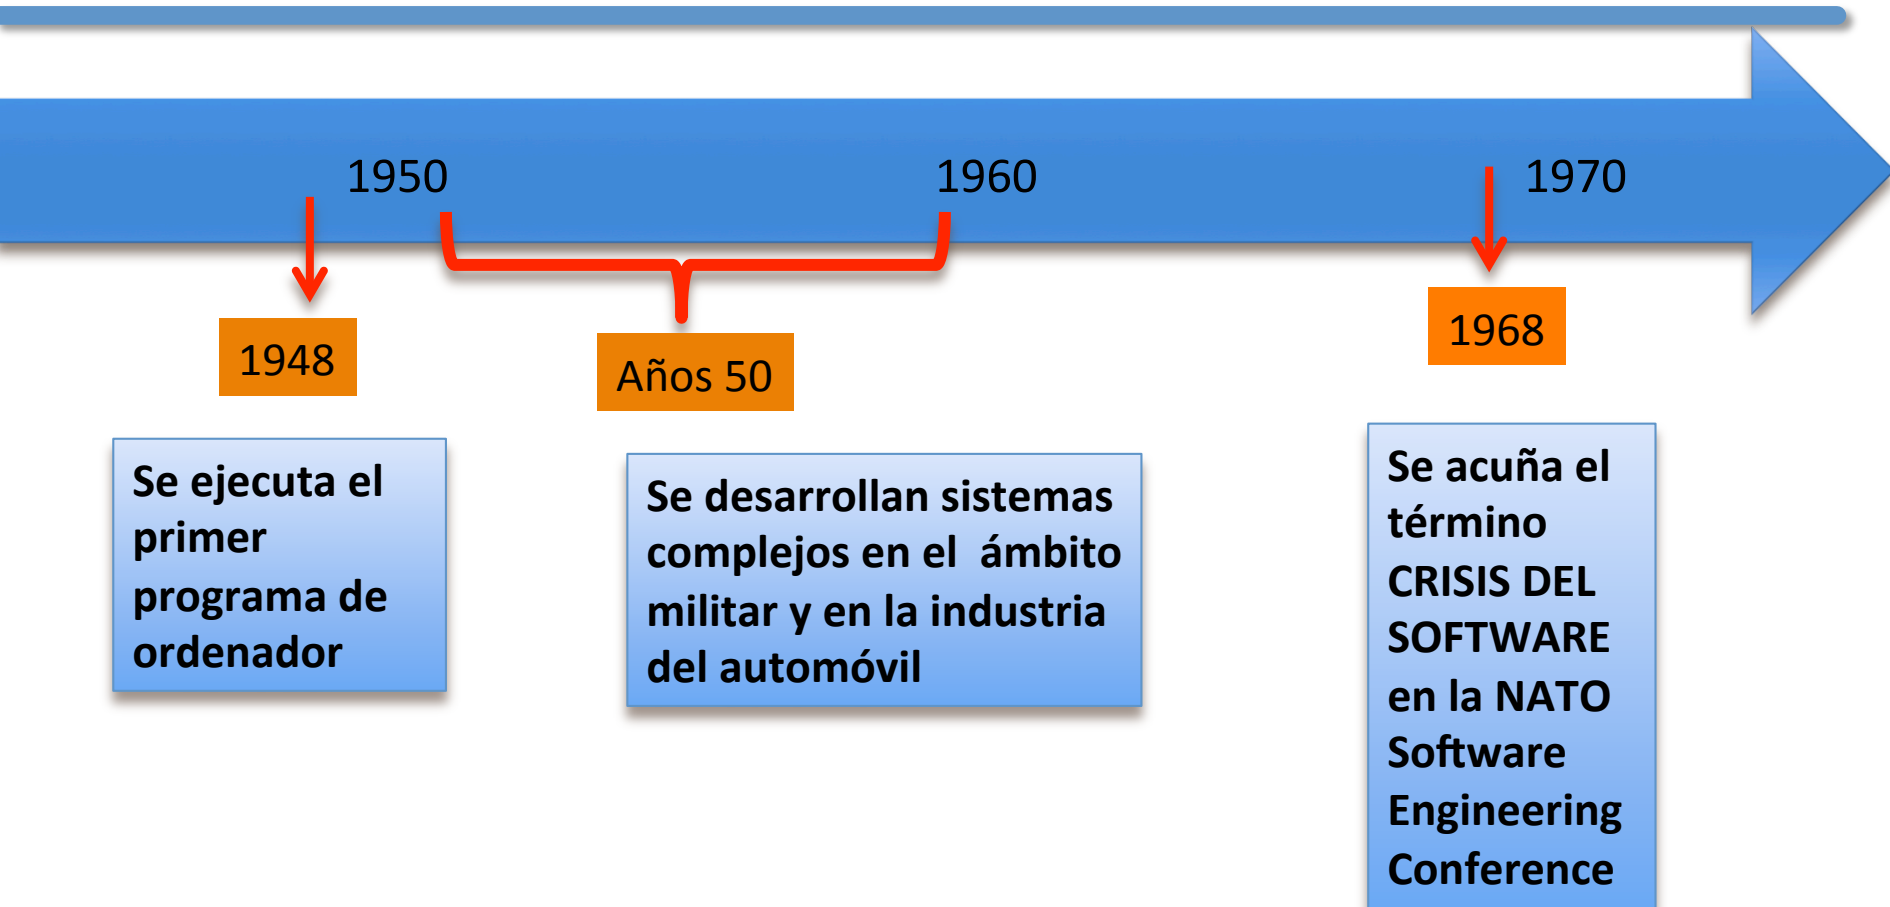 1950
1960
1970
1948
Años 50
1968
Se ejecuta el
primer
programa de
ordenador
Se desarrollan sistemas
complejos en el ámbito
militar y en la industria
del automóvil
Se acuña el
término
CRISIS DEL
SOFTWARE
en la NATO
Software
Engineering
Conference